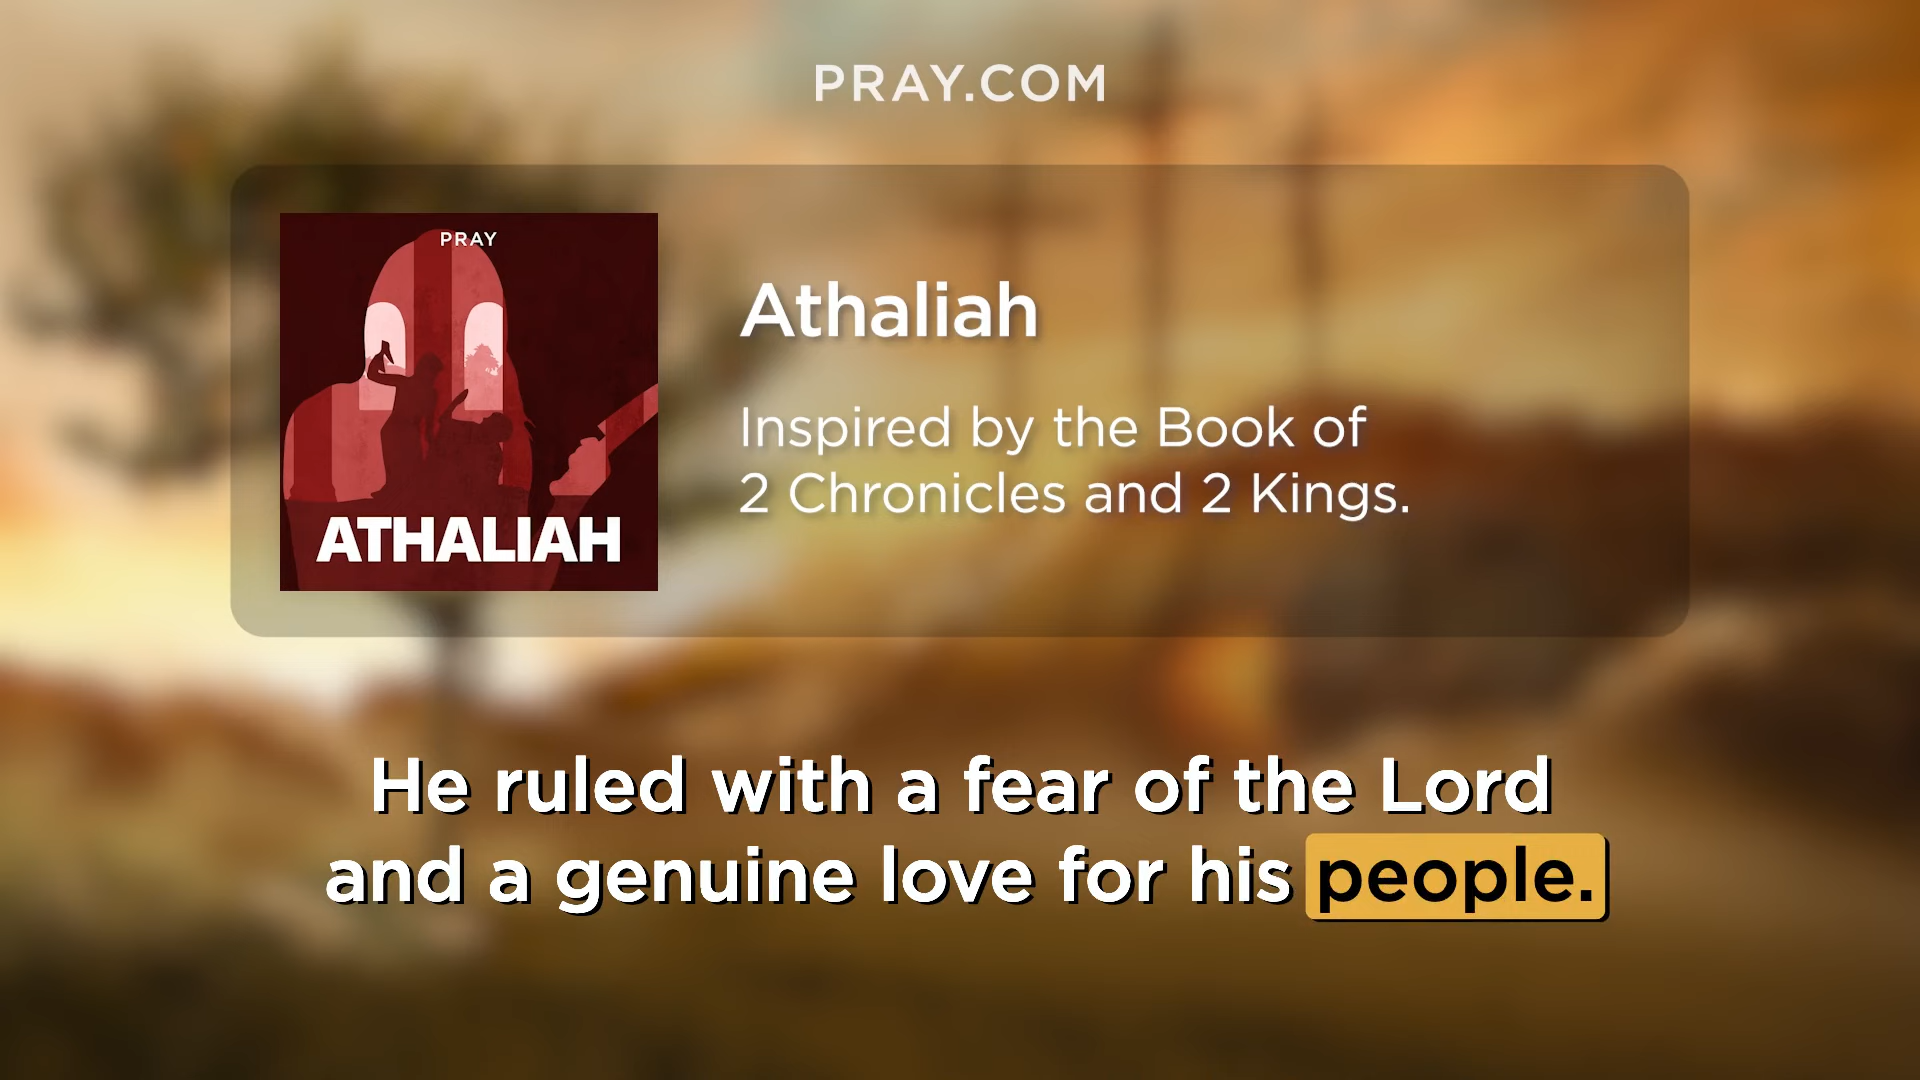 PRAY.COM
PRAY
ATHALIAH
Athaliah
Inspired by the Book of
2 Chronicles and 2 Kings.
He ruled with a fear of the Lord
and a genuine love for his people.